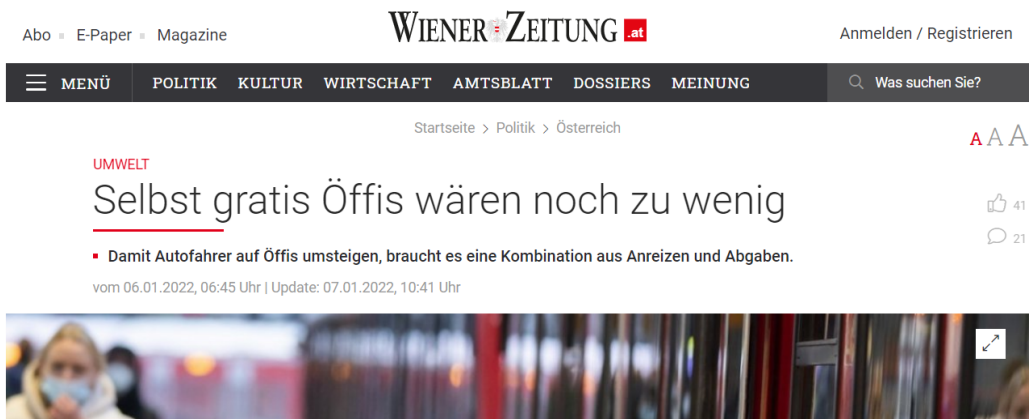 Abo E-Paper Magazine
WIENER ZEITUNG .at
Anmelden / Registrieren
MENÜ POLITIK KULTUR WIRTSCHAFT AMTSBLATT DOSSIERS MEINUNG Was suchen Sie?
Startseite > Politik > Österreich
A A A
UMWELT
Selbst gratis Öffis wären noch zu wenig
41
Damit Autofahrer auf Öffis umsteigen, braucht es eine Kombination aus Anreizen und Abgaben.
21
vom 06.01.2022, 06:45 Uhr | Update: 07.01.2022, 10:41 Uhr